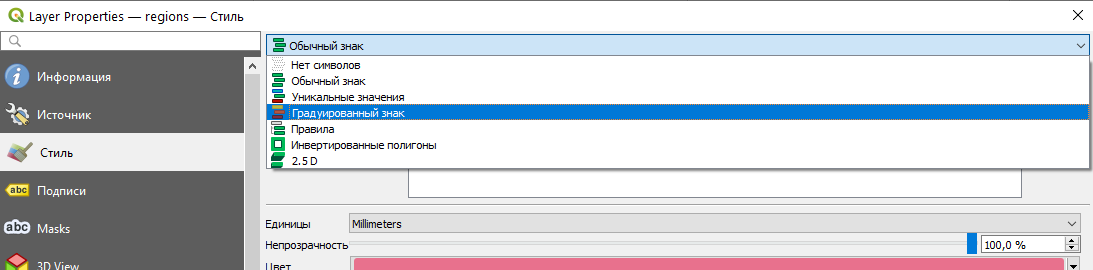 Layer Properties — regions — Стиль
Обычный знак
Нет символов
Обычный знак
Уникальные значения
Градуированный знак
Правила
Инвертированные полигоны
2.5 D
Информация
Источник
Стиль
abc Подписи
abc Masks
3D View
Единицы Millimeters
Непрозрачность 100,0 %
Цвет